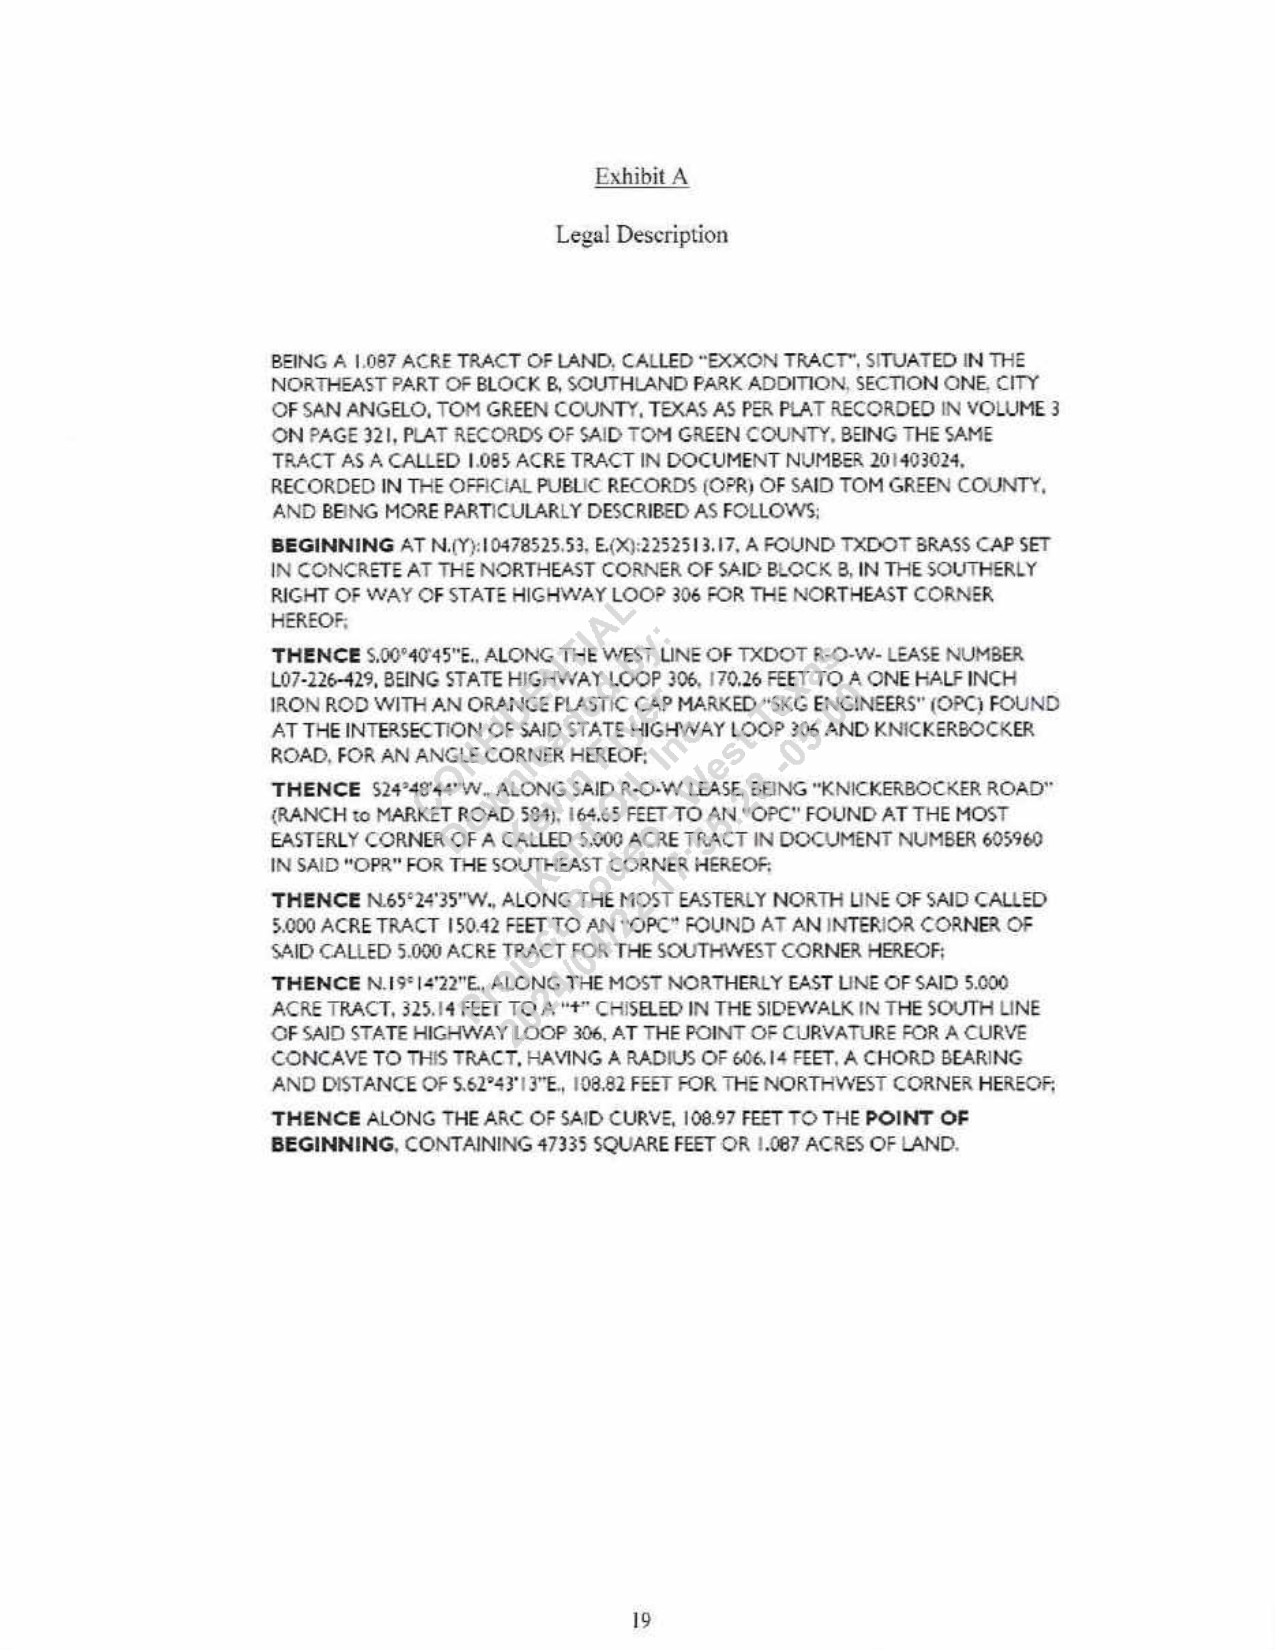 Exhibit A
Legal Description
BEING A 1.087 ACRE TRACT OF LAND, CALLED "EXXON TRACT", SITUATED IN THE
NORTHEAST PART OF BLOCK B, SOUTHLAND PARK ADDITION, SECTION ONE, CITY
OF SAN ANGELO, TOM GREEN COUNTY, TEXAS AS PER PLAT RECORDED IN VOLUME 3
ON PAGE 321, PLAT RECORDS OF SAID TOM GREEN COUNTY, BEING THE SAME
TRACT AS A CALLED 1.085 ACRE TRACT IN DOCUMENT NUMBER 201403024,
RECORDED IN THE OFFICIAL PUBLIC RECORDS (OPR) OF SAID TOM GREEN COUNTY,
AND BEING MORE PARTICULARLY DESCRIBED AS FOLLOWS;
BEGINNING AT N.(Y):10478525.53, E.(X):2252513.17, A FOUND TXDOT BRASS CAP SET
IN CONCRETE AT THE NORTHEAST CORNER OF SAID BLOCK B, IN THE SOUTHERLY
RIGHT OF WAY OF STATE HIGHWAY LOOP 306 FOR THE NORTHEAST CORNER
HEREOF;
THENCE S.00°40'45"E., ALONG THE WEST LINE OF TXDOT R-O-W- LEASE NUMBER
L07-226-429, BEING STATE HIGHWAY LOOP 306, 170.26 FEET TO A ONE HALF INCH
IRON ROD WITH AN ORANGE PLASTIC CAP MARKED "SKG ENGINEERS" (OPC) FOUND
AT THE INTERSECTION OF SAID STATE HIGHWAY LOOP 306 AND KNICKERBOCKER
ROAD, FOR AN ANGLE CORNER HEREOF;
THENCE S24°48'44"W., ALONG SAID R-O-W LEASE, BEING "KNICKERBOCKER ROAD"
(RANCH to MARKET ROAD 584), 164.65 FEET TO AN "OPC" FOUND AT THE MOST
EASTERLY CORNER OF A CALLED 5.000 ACRE TRACT IN DOCUMENT NUMBER 605960
IN SAID "OPR" FOR THE SOUTHEAST CORNER HEREOF;
THENCE N.65°24'35"W., ALONG THE MOST EASTERLY NORTH LINE OF SAID CALLED
5.000 ACRE TRACT 150.42 FEET TO AN "OPC" FOUND AT AN INTERIOR CORNER OF
SAID CALLED 5.000 ACRE TRACT FOR THE SOUTHWEST CORNER HEREOF;
THENCE N.19°14'22"E., ALONG THE MOST NORTHERLY EAST LINE OF SAID 5.000
ACRE TRACT, 325.14 FEET TO A "+" CHISELED IN THE SIDEWALK IN THE SOUTH LINE
OF SAID STATE HIGHWAY LOOP 306, AT THE POINT OF CURVATURE FOR A CURVE
CONCAVE TO THIS TRACT, HAVING A RADIUS OF 606.14 FEET, A CHORD BEARING
AND DISTANCE OF S.62°43'13"E., 108.82 FEET FOR THE NORTHWEST CORNER HEREOF;
THENCE ALONG THE ARC OF SAID CURVE, 108.97 FEET TO THE POINT OF
BEGINNING, CONTAINING 47335 SQUARE FEET OR 1.087 ACRES OF LAND.
CONFIDENTIAL
Downloaded by:
Kevin
Kent Oil, Inc
Project Rodeo - West Texas
19